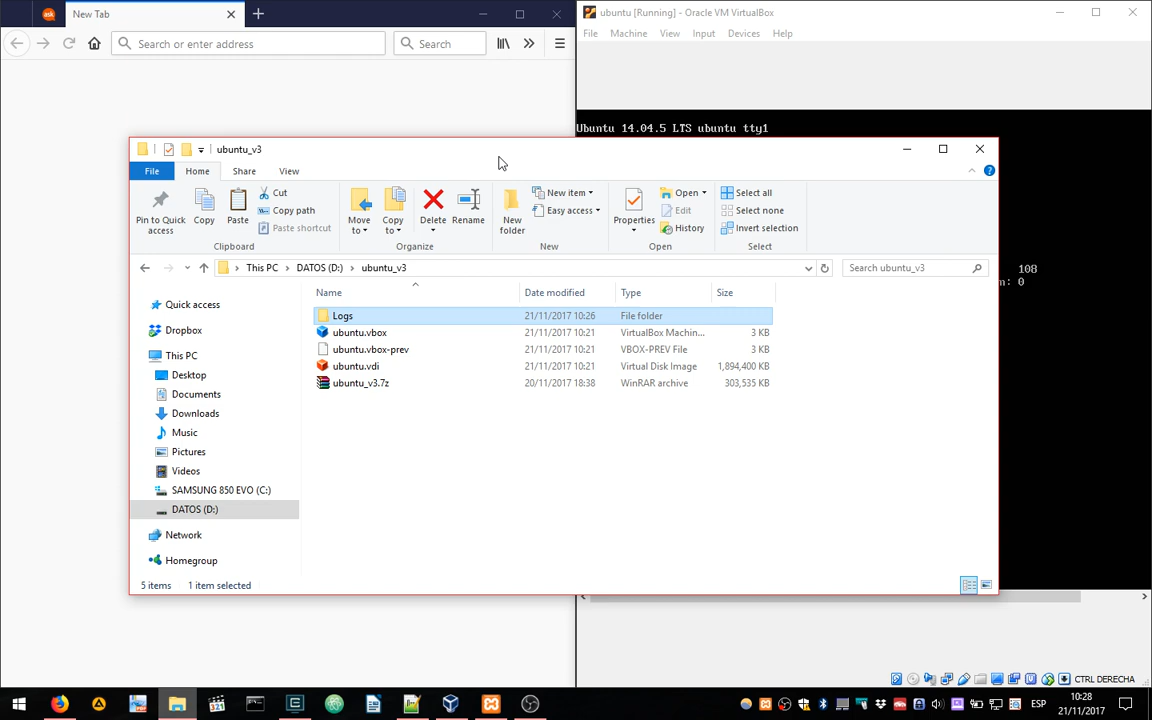 New Tab
ubuntu [Running] - Oracle VM VirtualBox
File Machine View Input Devices Help
Search or enter address
Search
Ubuntu 14.04.5 LTS ubuntu tty1
108
n: 0
ubuntu_v3
File Home Share View
Pin to Quick access
Copy
Paste
Cut
Copy path
Paste shortcut
Clipboard
Move to
Copy to
Delete
Rename
Organize
New folder
New item
Easy access
New
Properties
Open
Edit
History
Open
Select all
Select none
Invert selection
Select
This PC > DATOS (D:) > ubuntu_v3
Search ubuntu_v3
Name Date modified Type Size
Logs 21/11/2017 10:26 File folder
ubuntu.vbox 21/11/2017 10:21 VirtualBox Machin... 3 KB
ubuntu.vbox-prev 21/11/2017 10:21 VBOX-PREV File 3 KB
ubuntu.vdi 21/11/2017 10:21 Virtual Disk Image 1,894,400 KB
ubuntu_v3.7z 20/11/2017 18:38 WinRAR archive 303,535 KB
Quick access
Dropbox
This PC
Desktop
Documents
Downloads
Music
Pictures
Videos
SAMSUNG 850 EVO (C:)
DATOS (D:)
Network
Homegroup
5 items 1 item selected
CTRL DERECHA
ESP
10:28
21/11/2017